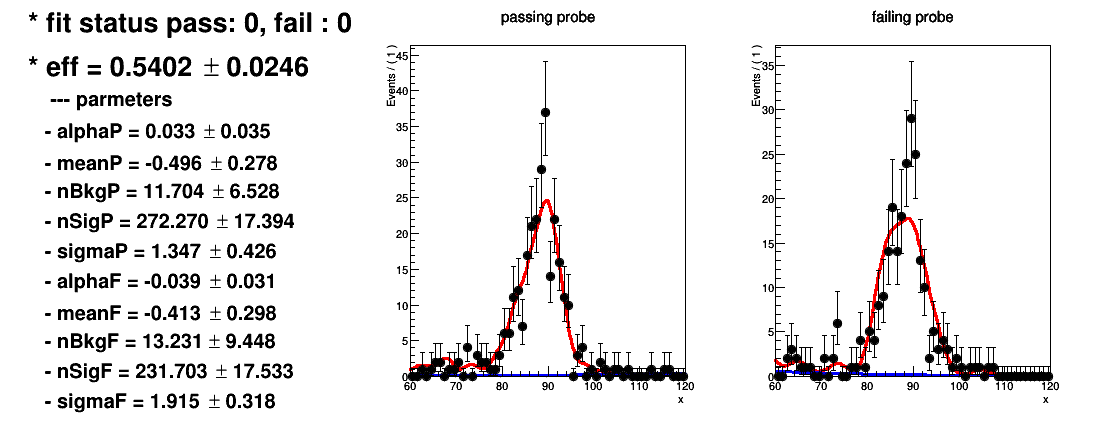 * fit status pass: 0, fail : 0
* eff = 0.5402 ± 0.0246
--- parmeters
- alphaP = 0.033 ± 0.035
- meanP = -0.496 ± 0.278
- nBkgP = 11.704 ± 6.528
- nSigP = 272.270 ± 17.394
- sigmaP = 1.347 ± 0.426
- alphaF = -0.039 ± 0.031
- meanF = -0.413 ± 0.298
- nBkgF = 13.231 ± 9.448
- nSigF = 231.703 ± 17.533
- sigmaF = 1.915 ± 0.318
passing probe
Events / ( 1 )
45
40
35
30
25
20
15
10
5
0
60 70 80 90 100 110 120
x
failing probe
Events / ( 1 )
35
30
25
20
15
10
5
0
60 70 80 90 100 110 120
x